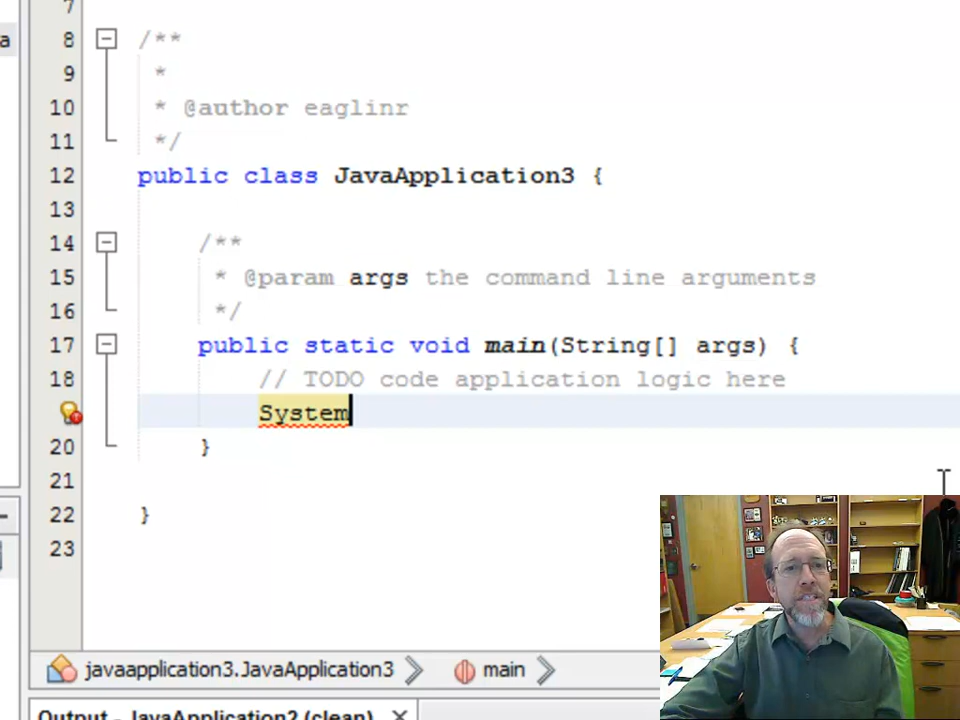 7
a
8 /**
9 *
10 * @author eaglinr
11 */
12 public class JavaApplication3 {
13
14 /**
15 * @param args the command line arguments
16 */
17 public static void main(String[] args) {
18 // TODO code application logic here
System
20 }
21
22 }
23
javaapplication3.JavaApplication3 main
Output - JavaApplication2 (clean)